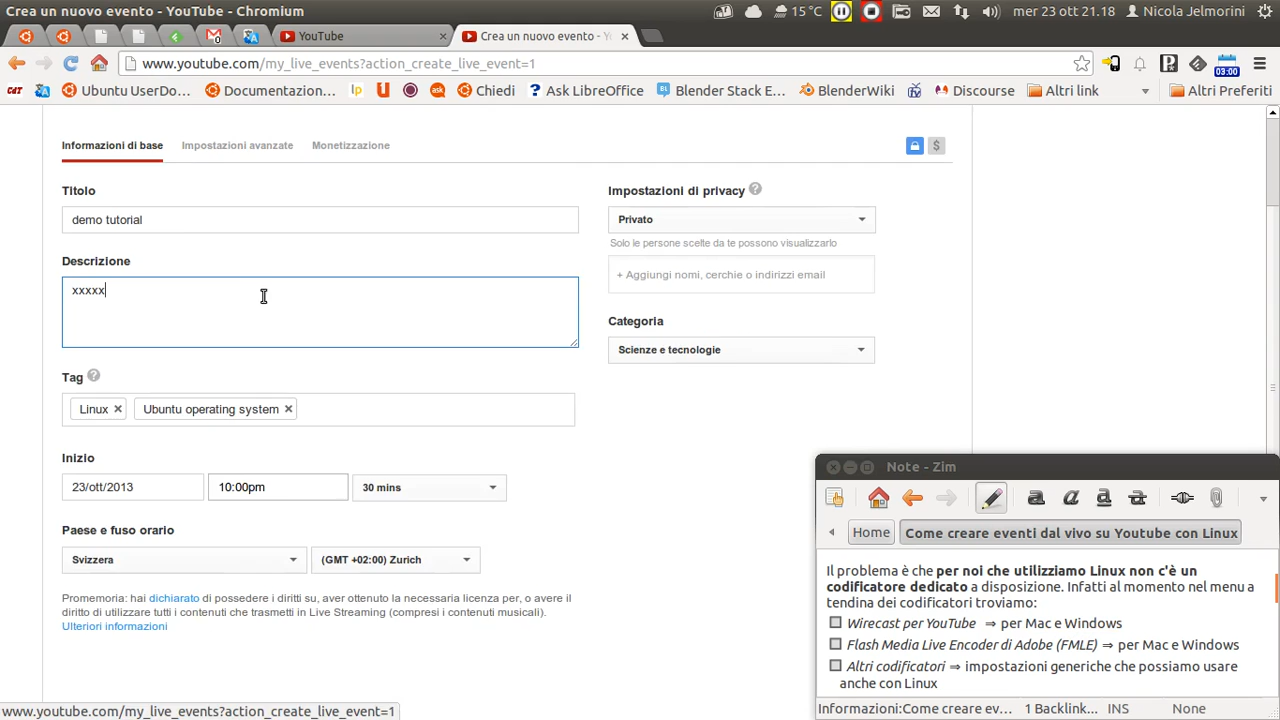 Crea un nuovo evento - YouTube - Chromium
15 °C
mer 23 ott 21.18
Nicola Jelmorini
YouTube
Crea un nuovo evento - Yo
www.youtube.com/my_live_events?action_create_live_event=1
03:00
CAT
Ubuntu UserDo...
Documentazion...
lp
U
Chiedi
Ask LibreOffice
Blender Stack E...
BlenderWiki
Discourse
Altri link
Altri Preferiti
Informazioni di base
Impostazioni avanzate
Monetizzazione
$
Titolo
demo tutorial
Impostazioni di privacy ?
Privato
Solo le persone scelte da te possono visualizzarlo
+ Aggiungi nomi, cerchie o indirizzi email
Descrizione
xxxxx
Categoria
Scienze e tecnologie
Tag ?
Linux ×
Ubuntu operating system ×
Inizio
23/ott/2013
10:00pm
30 mins
Paese e fuso orario
Svizzera
(GMT +02:00) Zurich
Promemoria: hai dichiarato di possedere i diritti su, aver ottenuto la necessaria licenza per, o avere il
diritto di utilizzare tutti i contenuti che trasmetti in Live Streaming (compresi i contenuti musicali).
Ulteriori informazioni
Note - Zim
Home
Come creare eventi dal vivo su Youtube con Linux
Il problema è che per noi che utilizziamo Linux non c'è un
codificatore dedicato a disposizione. Infatti al momento nel menu a
tendina dei codificatori troviamo:
Wirecast per YouTube ⇒ per Mac e Windows
Flash Media Live Encoder di Adobe (FMLE) ⇒ per Mac e Windows
Altri codificatori ⇒ impostazioni generiche che possiamo usare
anche con Linux
Informazioni:Come creare ev...
1 Backlink...
INS
None
www.youtube.com/my_live_events?action_create_live_event=1